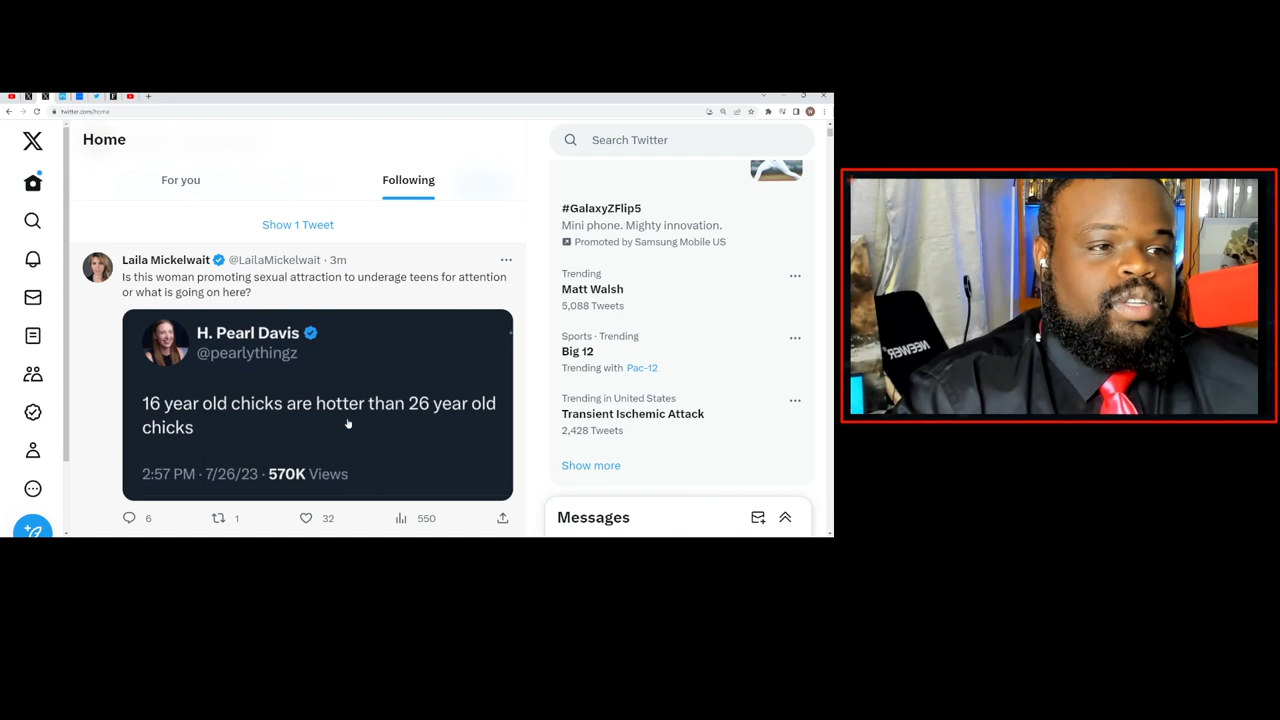 twitter.com/home
Home
For you
Following
Show 1 Tweet
Laila Mickelwait @LailaMickelwait · 3m
Is this woman promoting sexual attraction to underage teens for attention
or what is going on here?
H. Pearl Davis
@pearlythingz
16 year old chicks are hotter than 26 year old
chicks
2:57 PM · 7/26/23 · 570K Views
6
1
32
550
Search Twitter
#GalaxyZFlip5
Mini phone. Mighty innovation.
Promoted by Samsung Mobile US
Trending
Matt Walsh
5,088 Tweets
Sports · Trending
Big 12
Trending with Pac-12
Trending in United States
Transient Ischemic Attack
2,428 Tweets
Show more
Messages
NEEWER